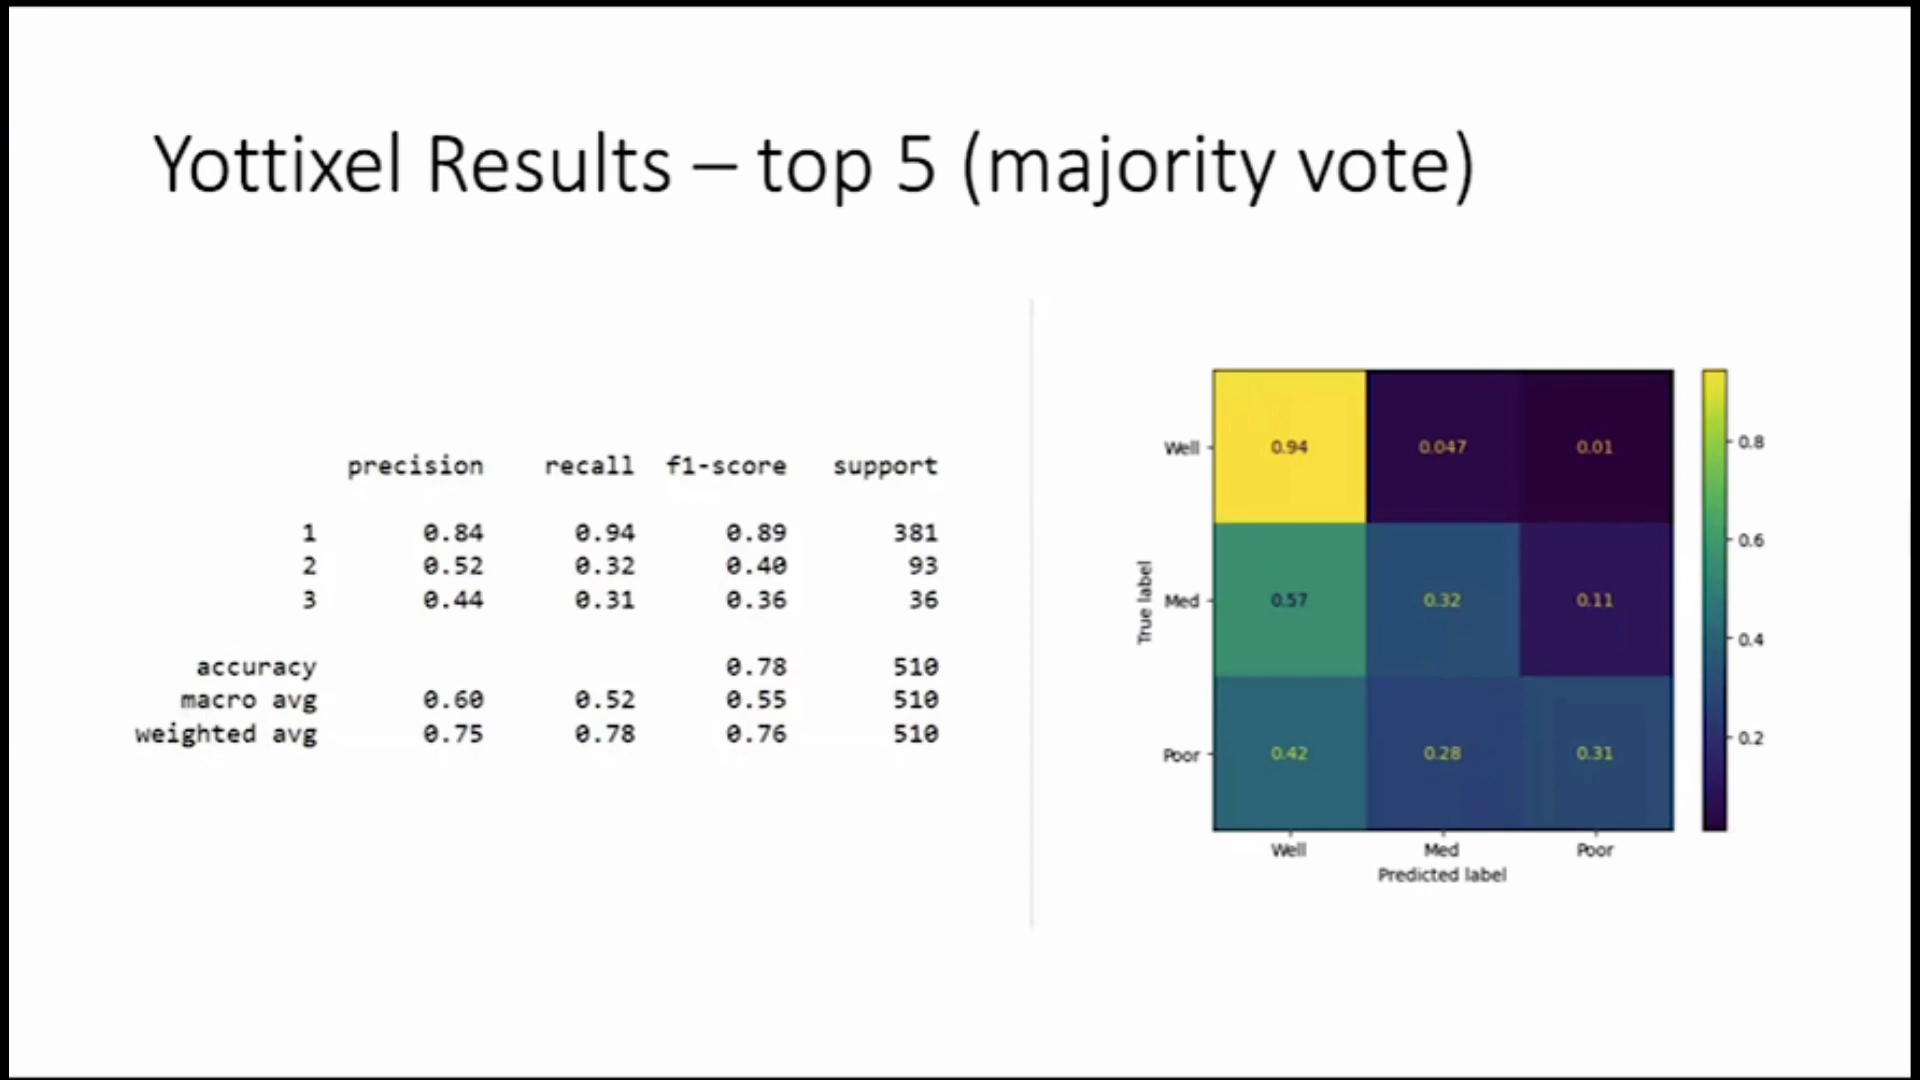 Yottixel Results – top 5 (majority vote)
precision recall f1-score support
1 0.84 0.94 0.89 381
2 0.52 0.32 0.40 93
3 0.44 0.31 0.36 36
accuracy 0.78 510
macro avg 0.60 0.52 0.55 510
weighted avg 0.75 0.78 0.76 510
True label
Well 0.94 0.047 0.01
Med 0.57 0.32 0.11
Poor 0.42 0.28 0.31
Well Med Poor
Predicted label
0.8
0.6
0.4
0.2